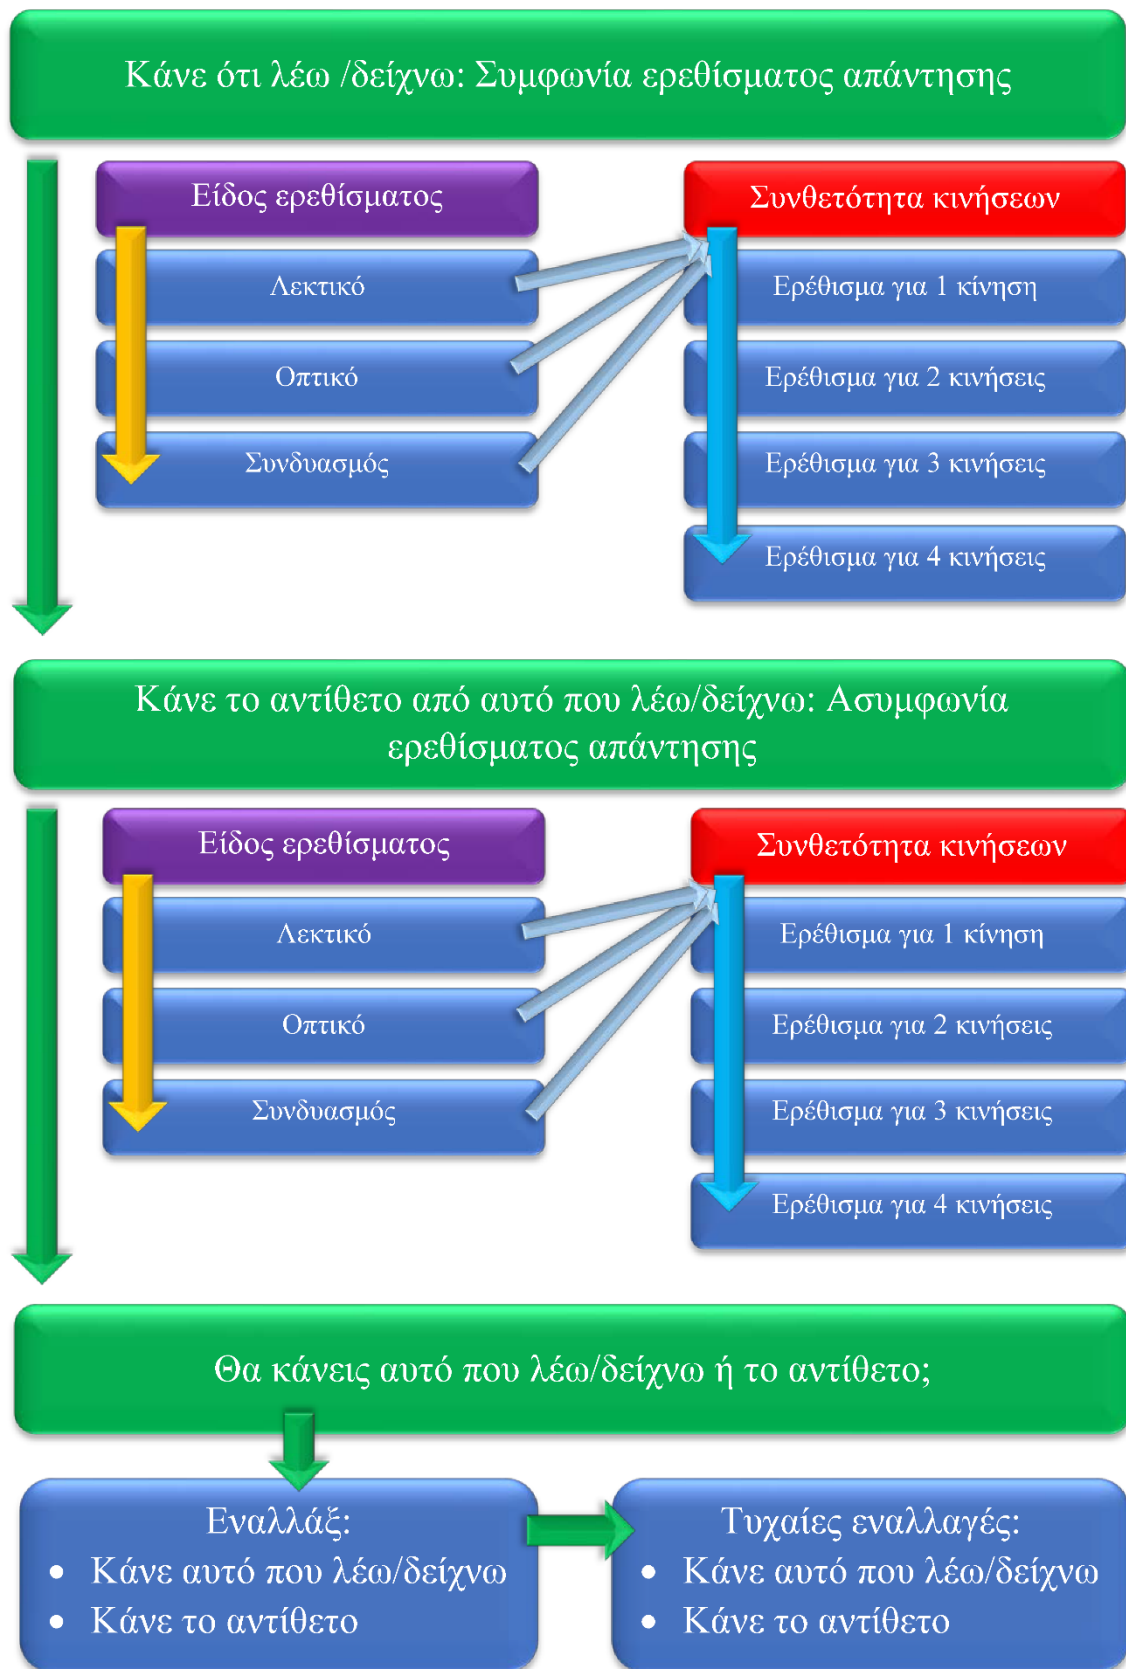 Κάνε ότι λέω /δείχνω: Συμφωνία ερεθίσματος απάντησης
Είδος ερεθίσματος
Λεκτικό
Οπτικό
Συνδυασμός
Συνθετότητα κινήσεων
Ερέθισμα για 1 κίνηση
Ερέθισμα για 2 κινήσεις
Ερέθισμα για 3 κινήσεις
Ερέθισμα για 4 κινήσεις
Κάνε το αντίθετο από αυτό που λέω/δείχνω: Ασυμφωνία
ερεθίσματος απάντησης
Είδος ερεθίσματος
Λεκτικό
Οπτικό
Συνδυασμός
Συνθετότητα κινήσεων
Ερέθισμα για 1 κίνηση
Ερέθισμα για 2 κινήσεις
Ερέθισμα για 3 κινήσεις
Ερέθισμα για 4 κινήσεις
Θα κάνεις αυτό που λέω/δείχνω ή το αντίθετο;
Εναλλάξ:
• Κάνε αυτό που λέω/δείχνω
• Κάνε το αντίθετο
Τυχαίες εναλλαγές:
• Κάνε αυτό που λέω/δείχνω
• Κάνε το αντίθετο